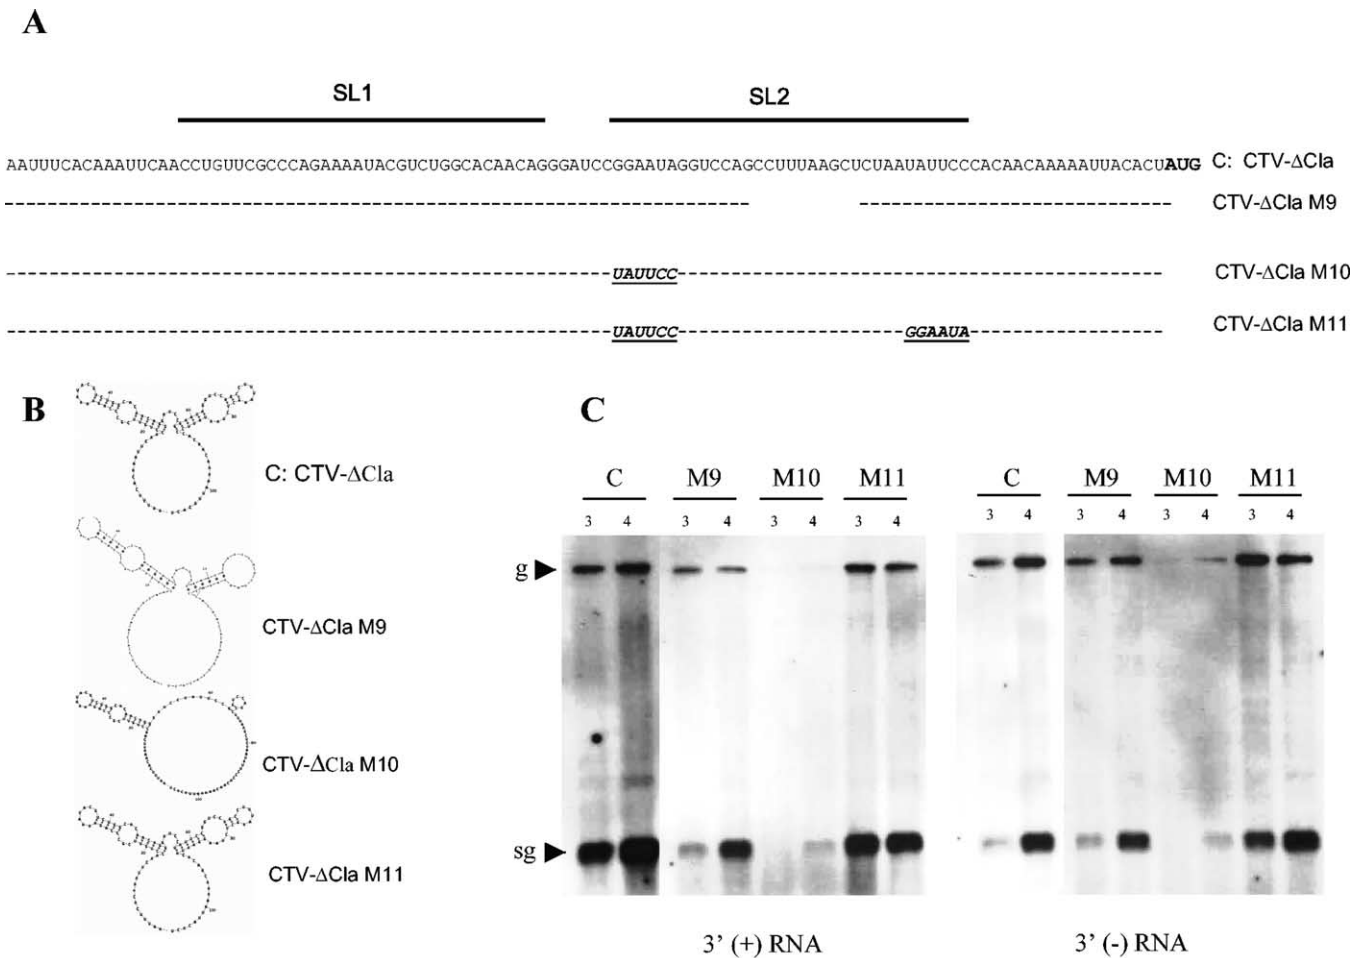 A
SL1 SL2
AAUUUCACAAAUUCAACCUGUUCGCCCAGAAAAUACGUCUGGCACAACAGGGAUCCGGAAUAGGUCCAGCCUUUAAGCUCUAAUAUUCCCACAACAAAAAUUACACUAUG C: CTV-ΔCla
CTV-ΔCla M9
UAUUCC CTV-ΔCla M10
UAUUCC GGAAUA CTV-ΔCla M11
B
C: CTV-ΔCla
CTV-ΔCla M9
CTV-ΔCla M10
CTV-ΔCla M11
C
C M9 M10 M11 C M9 M10 M11
3 4 3 4 3 4 3 4 3 4 3 4 3 4 3 4
g
sg
3' (+) RNA 3' (-) RNA